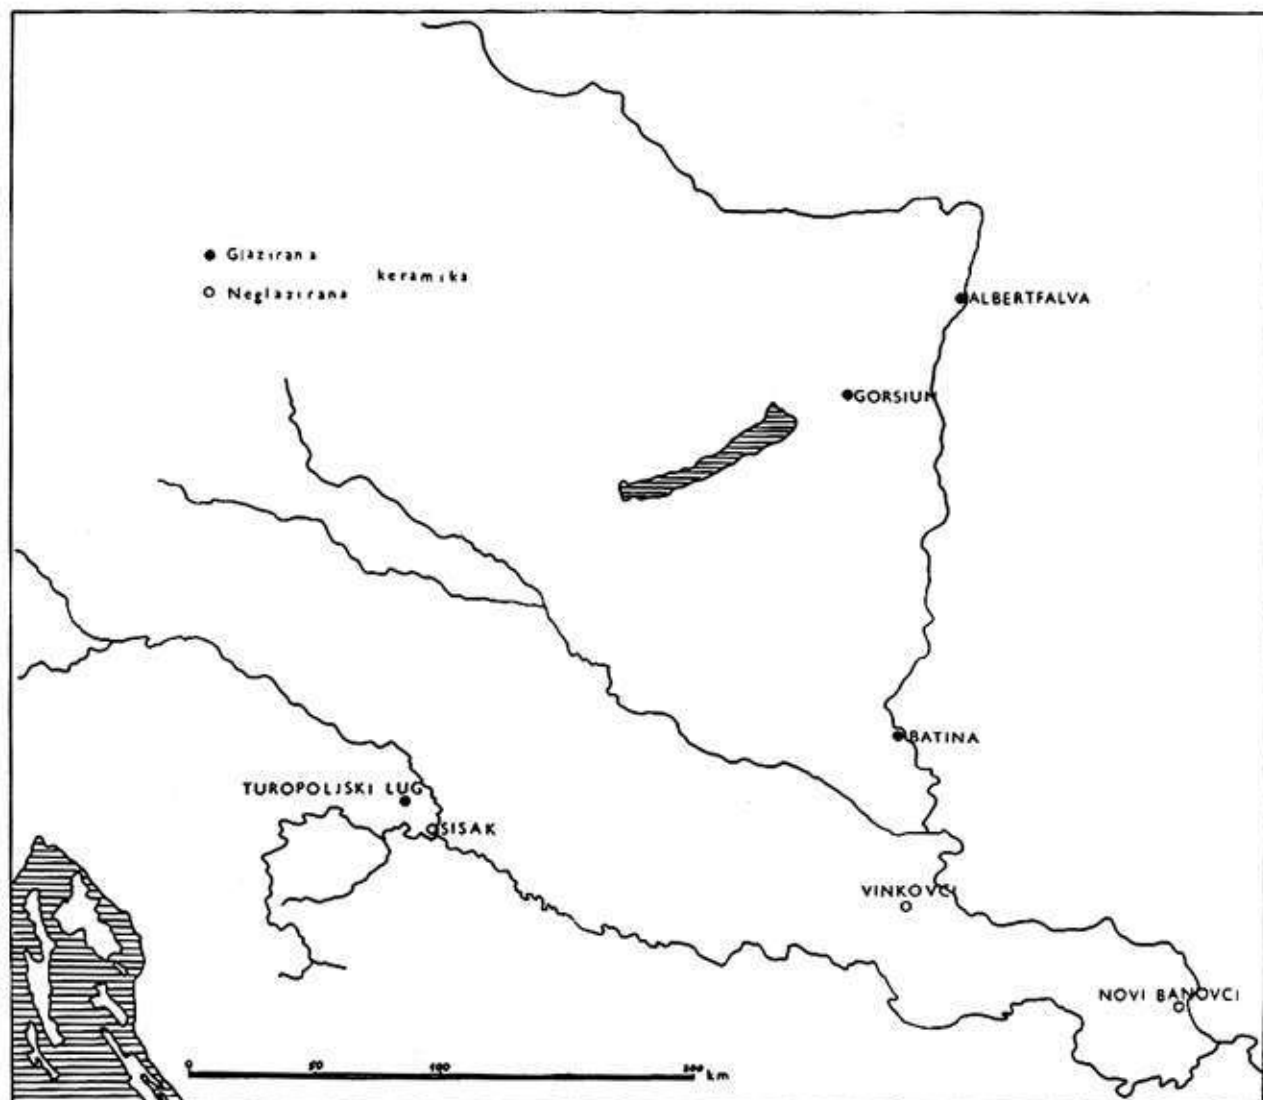 ● Glazirana
keramika
○ Neglazirana
ALBERTFALVA
GORSIUM
BATINA
TUROPOLJSKI LUG
SISAK
VINKOVCI
NOVI BANOVCI
0 50 100 200 km